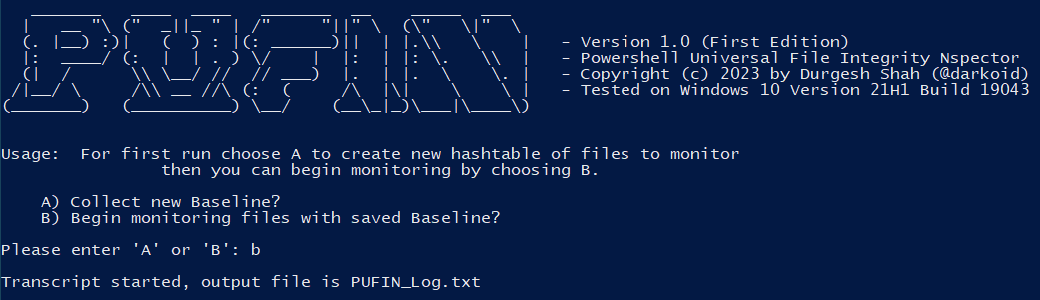 PUFIN
- Version 1.0 (First Edition)
- Powershell Universal File Integrity Nspector
- Copyright (c) 2023 by Durgesh Shah (@darkoid)
- Tested on Windows 10 Version 21H1 Build 19043
Usage:  For first run choose A to create new hashtable of files to monitor
then you can begin monitoring by choosing B.
A) Collect new Baseline?
B) Begin monitoring files with saved Baseline?
Please enter 'A' or 'B': b
Transcript started, output file is PUFIN_Log.txt